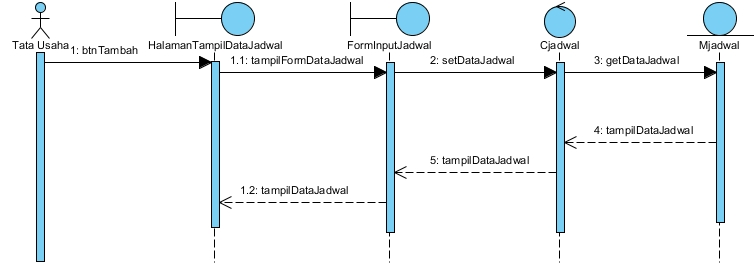 Tata Usaha
HalamanTampilDataJadwal
FormInputJadwal
Cjadwal
Mjadwal
1: btnTambah
1.1: tampilFormDataJadwal
2: setDataJadwal
3: getDataJadwal
4: tampilDataJadwal
5: tampilDataJadwal
1.2: tampilDataJadwal